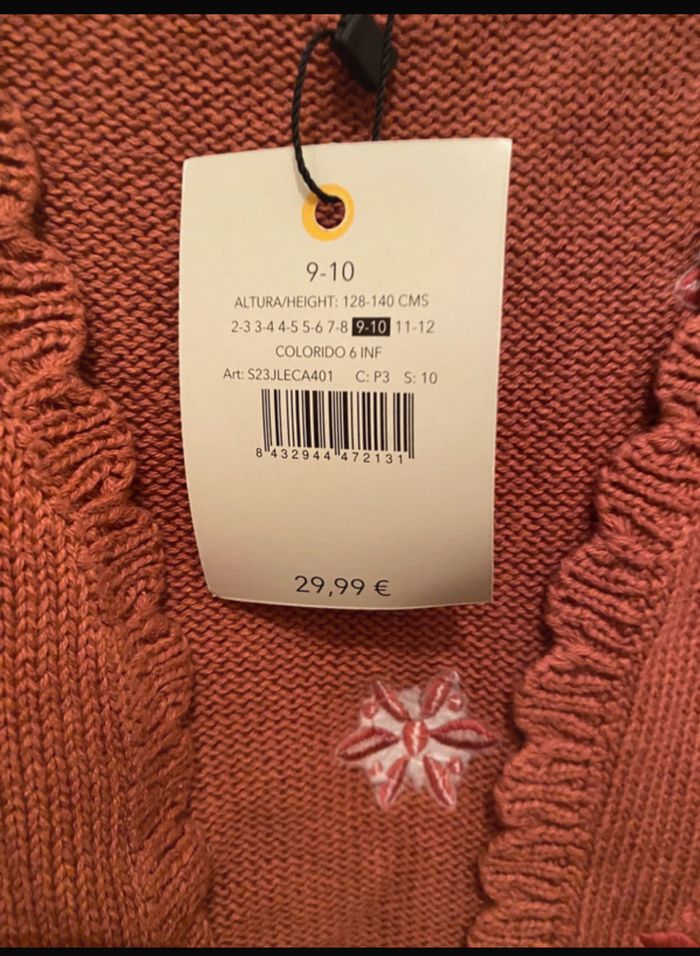 9-10
ALTURA/HEIGHT: 128-140 CMS
2-3 3-4 4-5 5-6 7-8 9-10 11-12
COLORIDO 6 INF
Art: S23JLECA401 C: P3 S: 10
8 432944 472131
29,99 €